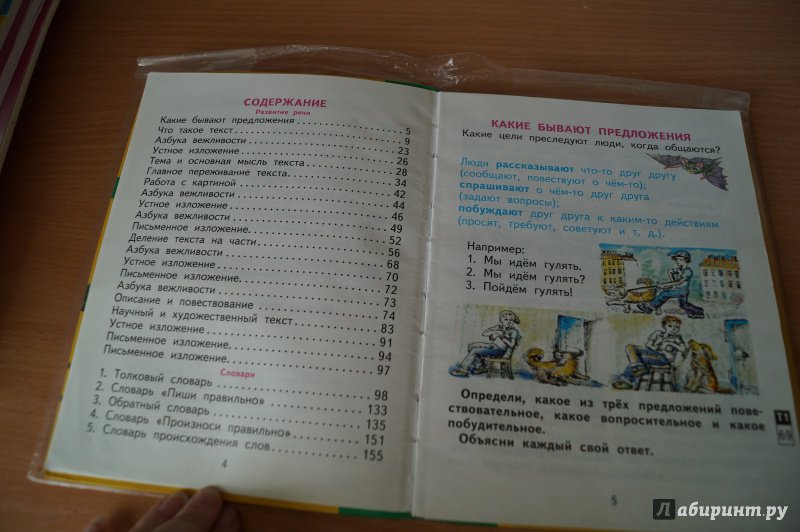 СОДЕРЖАНИЕ
Развитие речи
Какие бывают предложения 5
Что такое текст 9
Азбука вежливости 23
Устное изложение 26
Тема и основная мысль текста 28
Главное переживание текста. 34
Работа с картиной 42
Азбука вежливости 44
Устное изложение 46
Азбука вежливости 49
Письменное изложение. 52
Деление текста на части 56
Азбука вежливости 68
Устное изложение 70
Письменное изложение. 72
Азбука вежливости 73
Описание и повествование 74
Научный и художественный текст 83
Устное изложение 91
Письменное изложение. 94
Письменное изложение. 97
Словари
1. Толковый словарь 98
2. Словарь «Пиши правильно» 133
3. Обратный словарь 135
4. Словарь «Произноси правильно» 151
5. Словарь происхождения слов 155
4
КАКИЕ БЫВАЮТ ПРЕДЛОЖЕНИЯ
Какие цели преследуют люди, когда общаются?
Люди рассказывают что-то друг другу
(сообщают, повествуют о чём-то);
спрашивают о чём-то друг друга
(задают вопросы);
побуждают друг друга к каким-то действиям
(просят, требуют, советуют и т. д.).
Например:
1. Мы идём гулять.
2. Мы идём гулять?
3. Пойдём гулять!
Определи, какое из трёх предложений пове-
ствовательное, какое вопросительное и какое
побудительное.
Объясни каждый свой ответ.
Т1
69
5
Лабиринт.ру